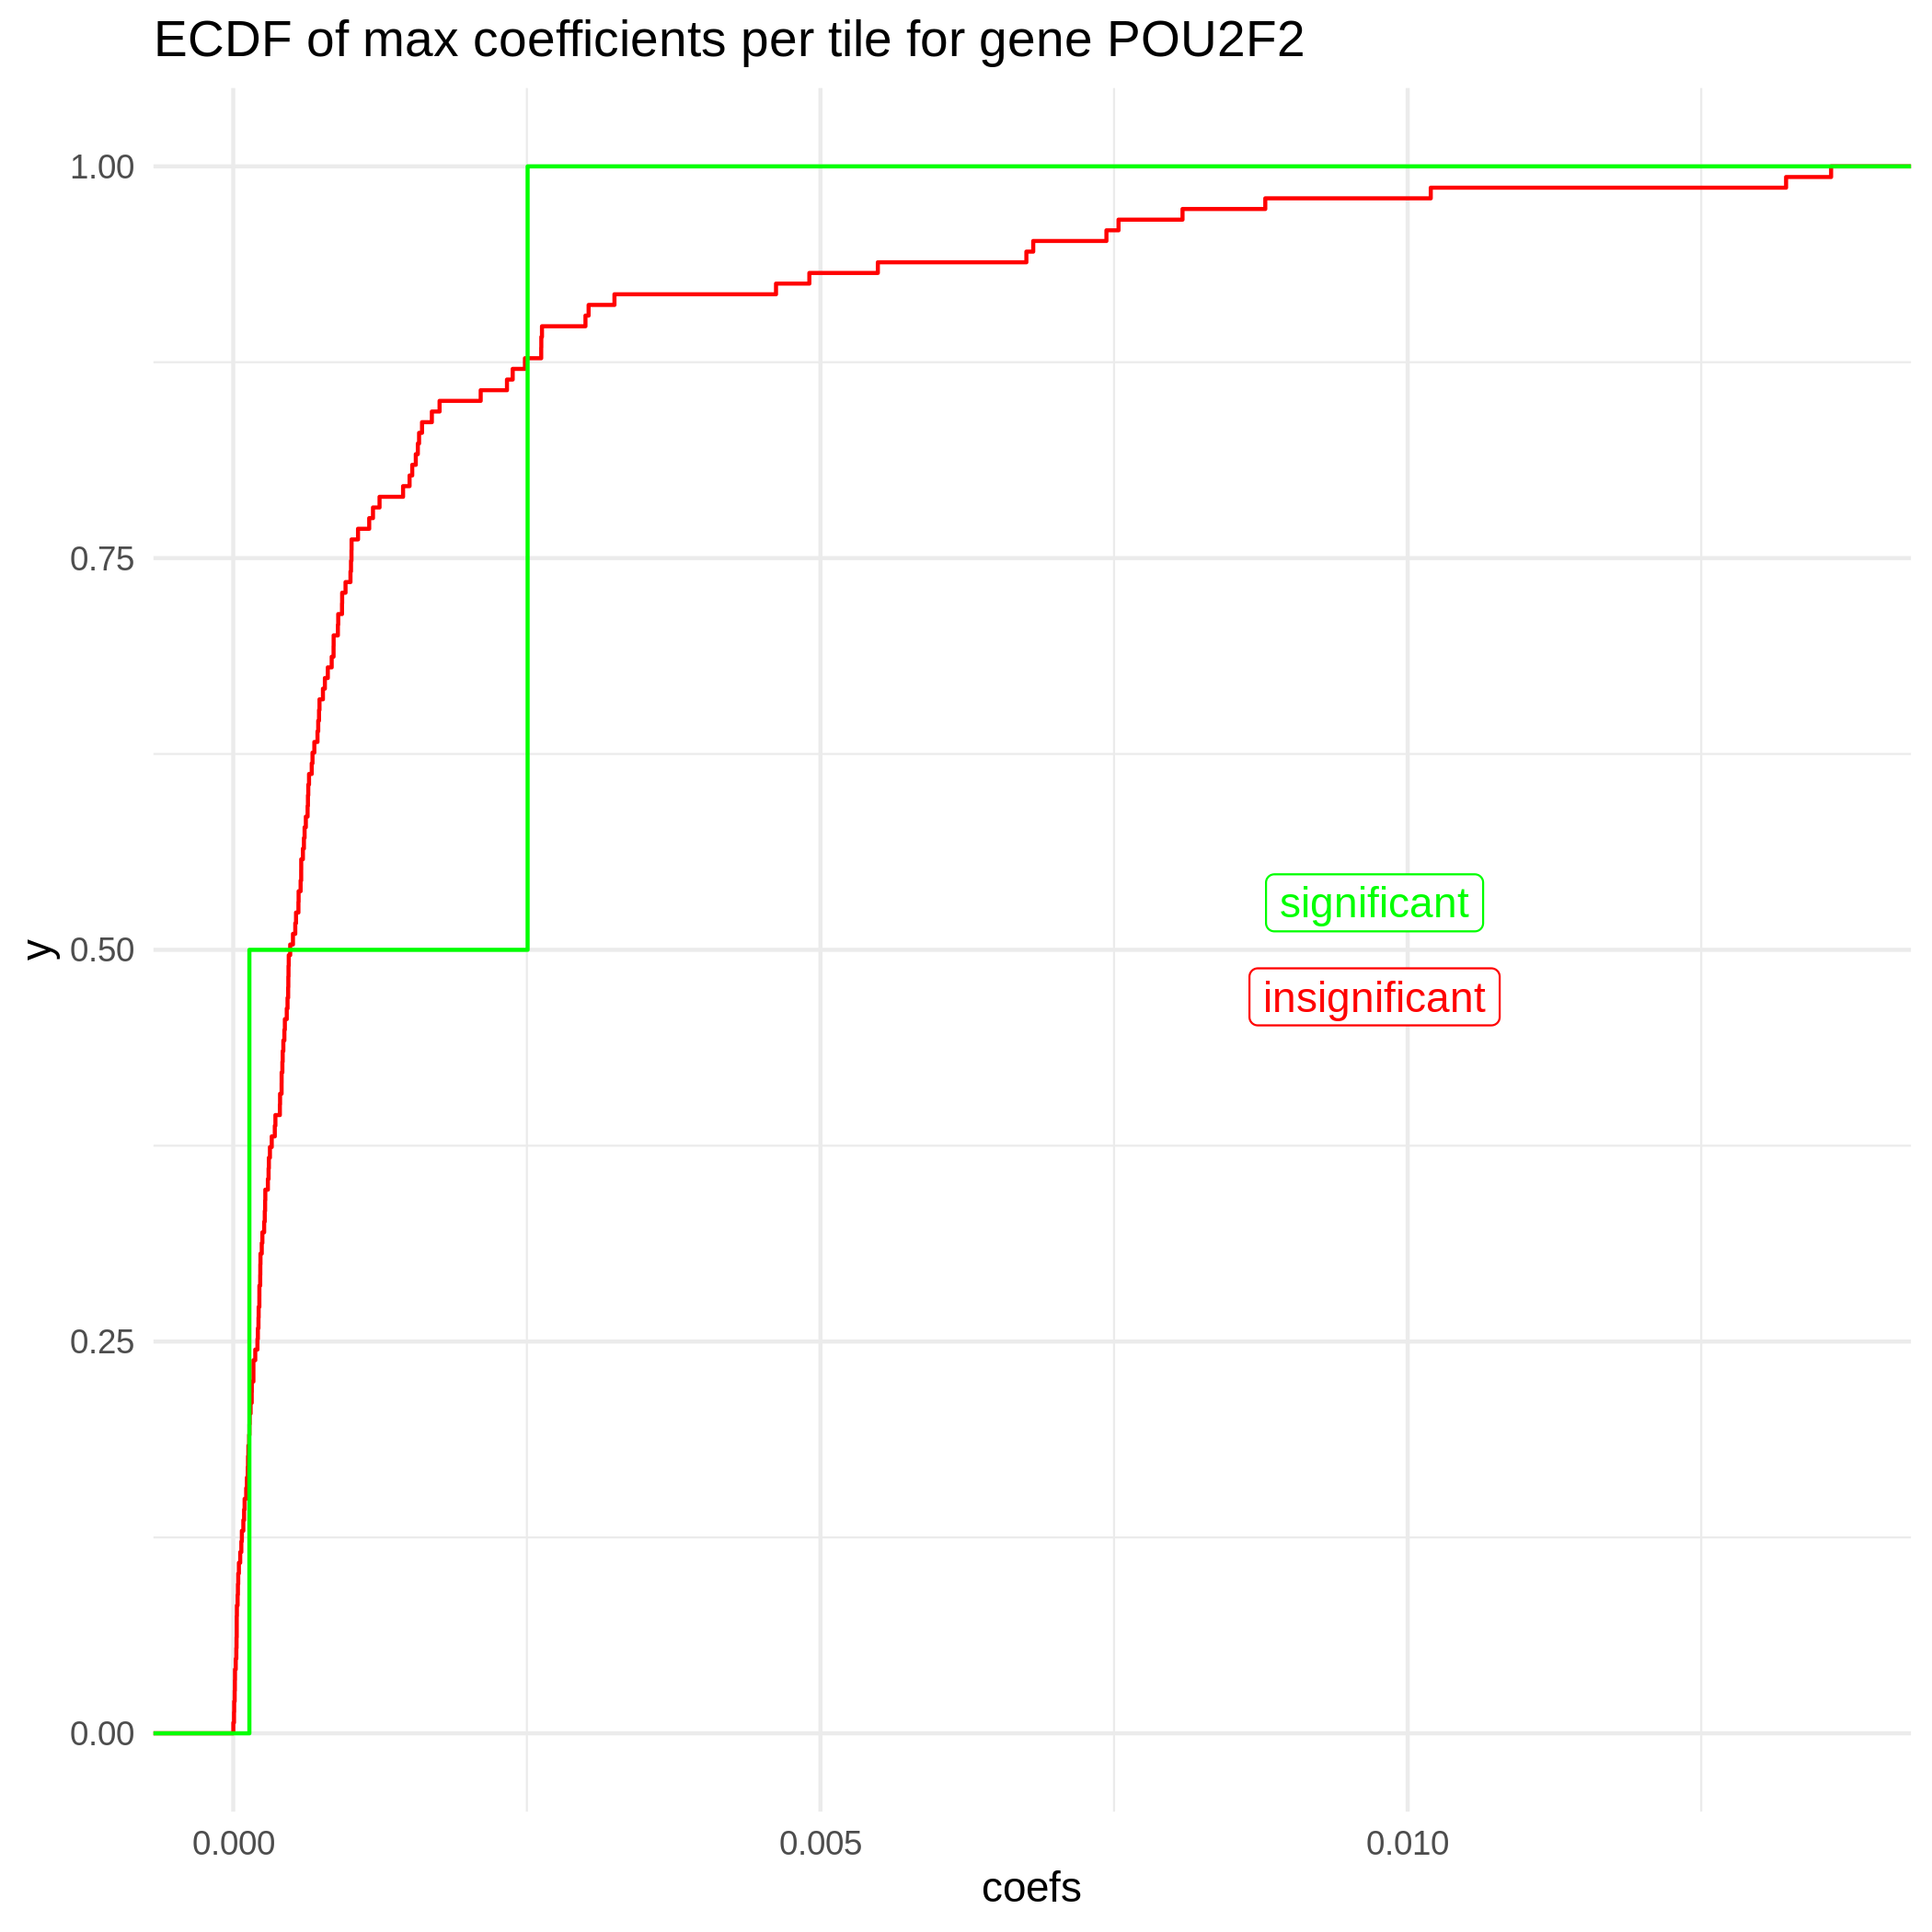 ECDF of max coefficients per tile for gene POU2F2
1.00
0.75
0.50
0.25
0.00
y
significant
insignificant
0.000
0.005
0.010
coefs